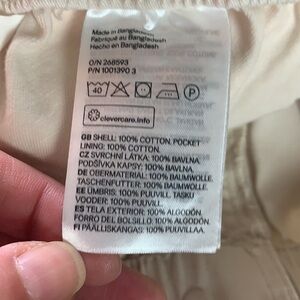 Made in Bangladesh
Fabriqué au Bangladesh
Hecho en Bangladesh
O/N 268593
P/N 1001390 3
40
P
clevercare.info
GB SHELL: 100% COTTON. POCKET
LINING: 100% COTTON.
CZ SVRCHNÍ LÁTKA: 100% BAVLNA.
PODŠÍVKA KAPSY: 100% BAVLNA.
DE OBERMATERIAL: 100% BAUMWOLLE.
TASCHENFUTTER: 100% BAUMWOLLE.
EE ÜMBRIS: 100% PUUVILL. TASKU
VOODER: 100% PUUVILL.
ES TELA EXTERIOR: 100% ALGODÓN.
FORRO DEL BOLSILLO: 100% ALGODÓN.
FI PÄÄLLISKANGAS: 100% PUUVILLAA.